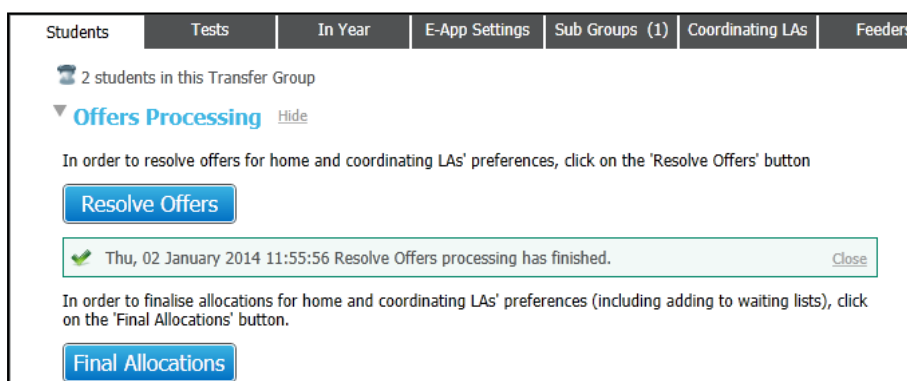 Students Tests In Year E-App Settings Sub Groups (1) Coordinating LAs Feeders
2 students in this Transfer Group
Offers Processing Hide
In order to resolve offers for home and coordinating LAs' preferences, click on the 'Resolve Offers' button
Resolve Offers
Thu, 02 January 2014 11:55:56 Resolve Offers processing has finished. Close
In order to finalise allocations for home and coordinating LAs' preferences (including adding to waiting lists), click
on the 'Final Allocations' button.
Final Allocations